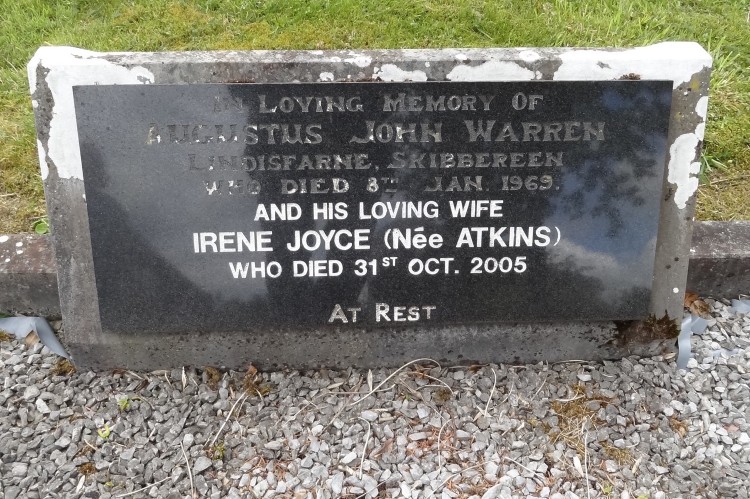 In Loving Memory Of
Augustus John Warren
Lindisfarne, Skibbereen
Who Died 8th Jan. 1969.
AND HIS LOVING WIFE
IRENE JOYCE (Née ATKINS)
WHO DIED 31ST OCT. 2005
At Rest